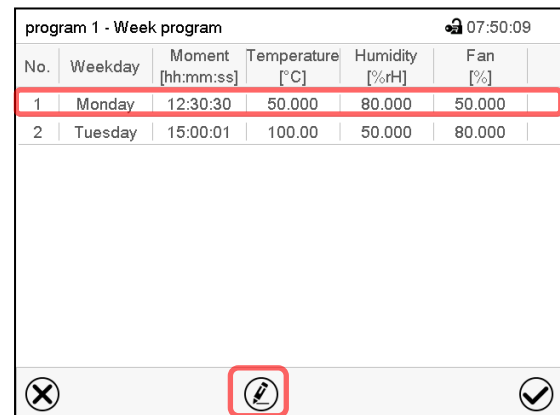 program 1 - Week program 07:50:09
No. Weekday Moment [hh:mm:ss] Temperature [°C] Humidity [%rH] Fan [%]
1 Monday 12:30:30 50.000 80.000 50.000
2 Tuesday 15:00:01 100.00 50.000 80.000